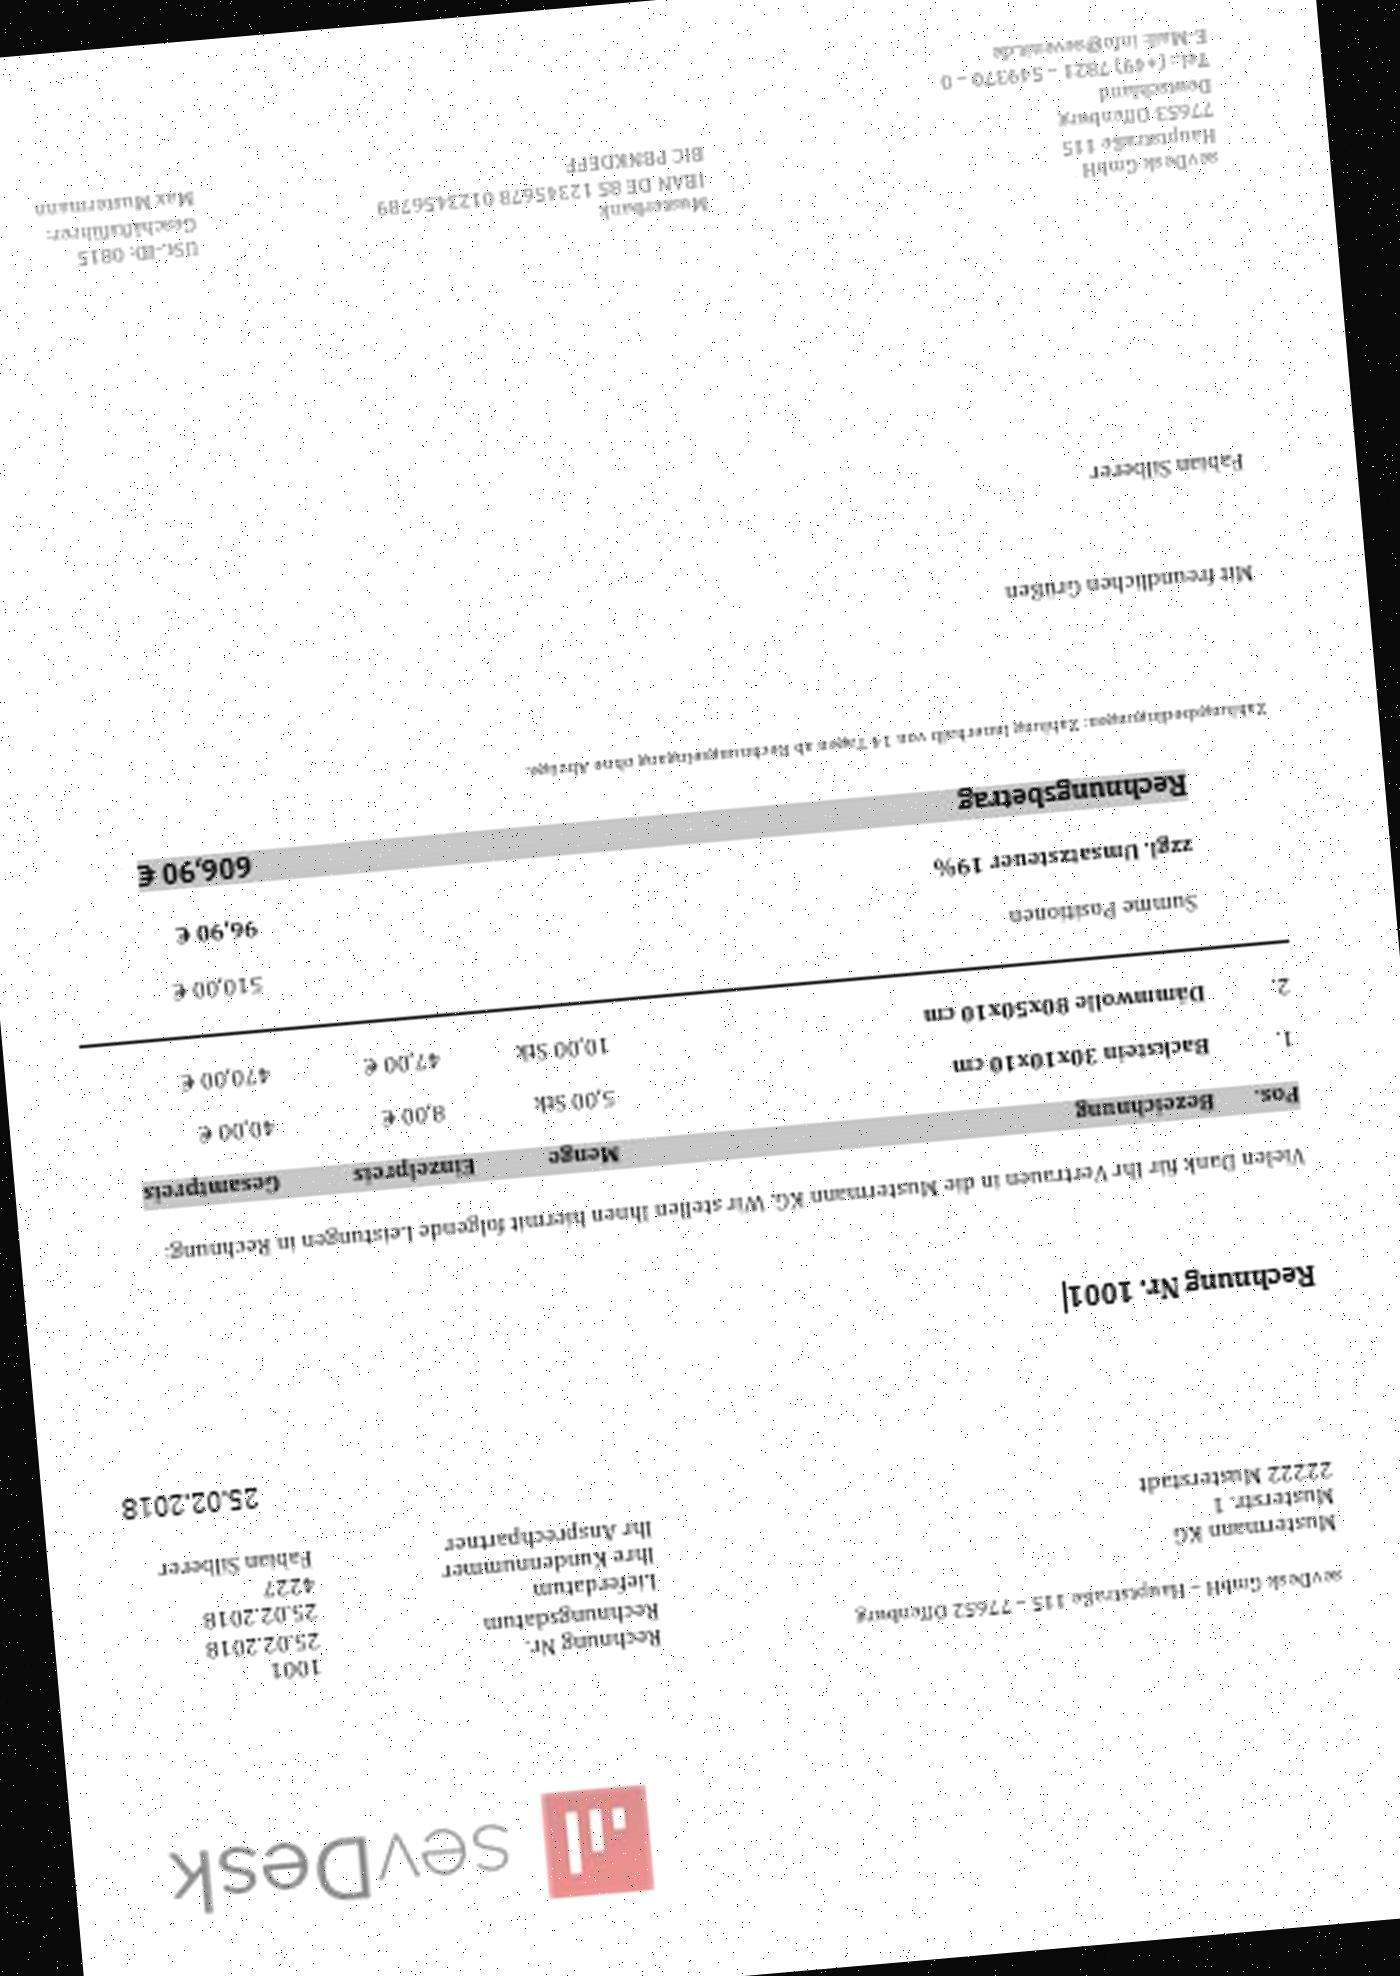 sevDesk
sevDesk GmbH – Hauptstraße 115 – 77652 Offenburg
Mustermann KG
Musterstr. 1
22222 Musterstadt
Rechnung Nr. 1001
Rechnungsdatum 25.02.2018
Lieferdatum 25.02.2018
Ihre Kundennummer 4227
Ihr Ansprechpartner Fabian Silberer
25.02.2018
Rechnung Nr. 1001
Vielen Dank für Ihr Vertrauen in die Mustermann KG. Wir stellen Ihnen hiermit folgende Leistungen in Rechnung:
Pos. Bezeichnung Menge Einzelpreis Gesamtpreis
1. Backstein 30x10x10 cm 5,00 Stk 8,00 € 40,00 €
2. Dämmwolle 80x50x10 cm 10,00 Stk 47,00 € 470,00 €
Summe Positionen 510,00 €
zzgl. Umsatzsteuer 19% 96,90 €
Rechnungsbetrag 606,90 €
Zahlungsbedingungen: Zahlung innerhalb von 14 Tagen ab Rechnungseingang ohne Abzüge.
Mit freundlichen Grüßen
Fabian Silberer
sevDesk GmbH
Hauptstraße 115
77653 Offenburg
Deutschland
Tel.: (+49) 7821 – 549370 – 0
E-Mail: info@sevenit.de
Musterbank
IBAN DE 85 12345678 0123456789
BIC PBNKDEFF
USt.-ID: 0815
Geschäftsführer:
Max Mustermann